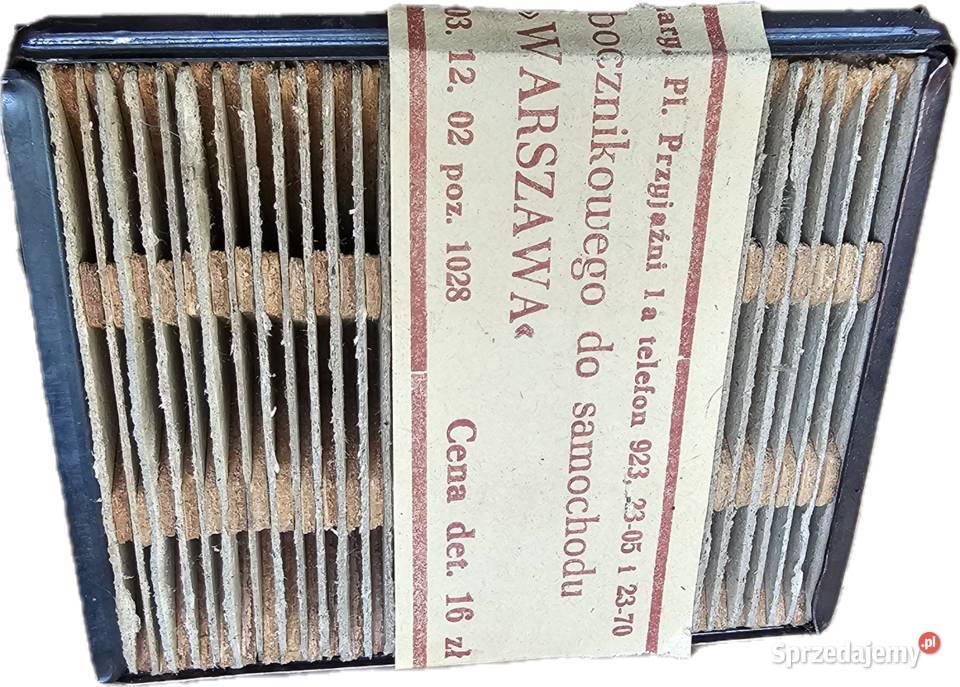 Pl. Przyjaźni 1a telefon 923, 23-05 i 23-70
bocznikowego do samochodu
»WARSZAWA«
03. 12. 02 poz. 1028 Cena det. 16 zł
Sprzedajemy.pl